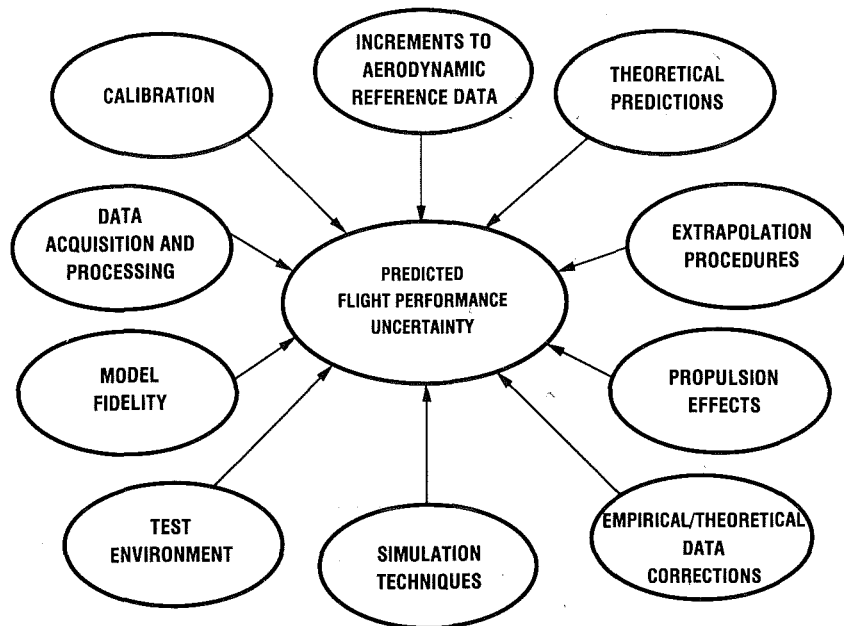 INCREMENTS TO
AERODYNAMIC
REFERENCE DATA
THEORETICAL
PREDICTIONS
CALIBRATION
DATA
ACQUISITION AND
PROCESSING
EXTRAPOLATION
PROCEDURES
PREDICTED
FLIGHT PERFORMANCE
UNCERTAINTY
MODEL
FIDELITY
PROPULSION
EFFECTS
TEST
ENVIRONMENT
SIMULATION
TECHNIQUES
EMPIRICAL/THEORETICAL
DATA
CORRECTIONS